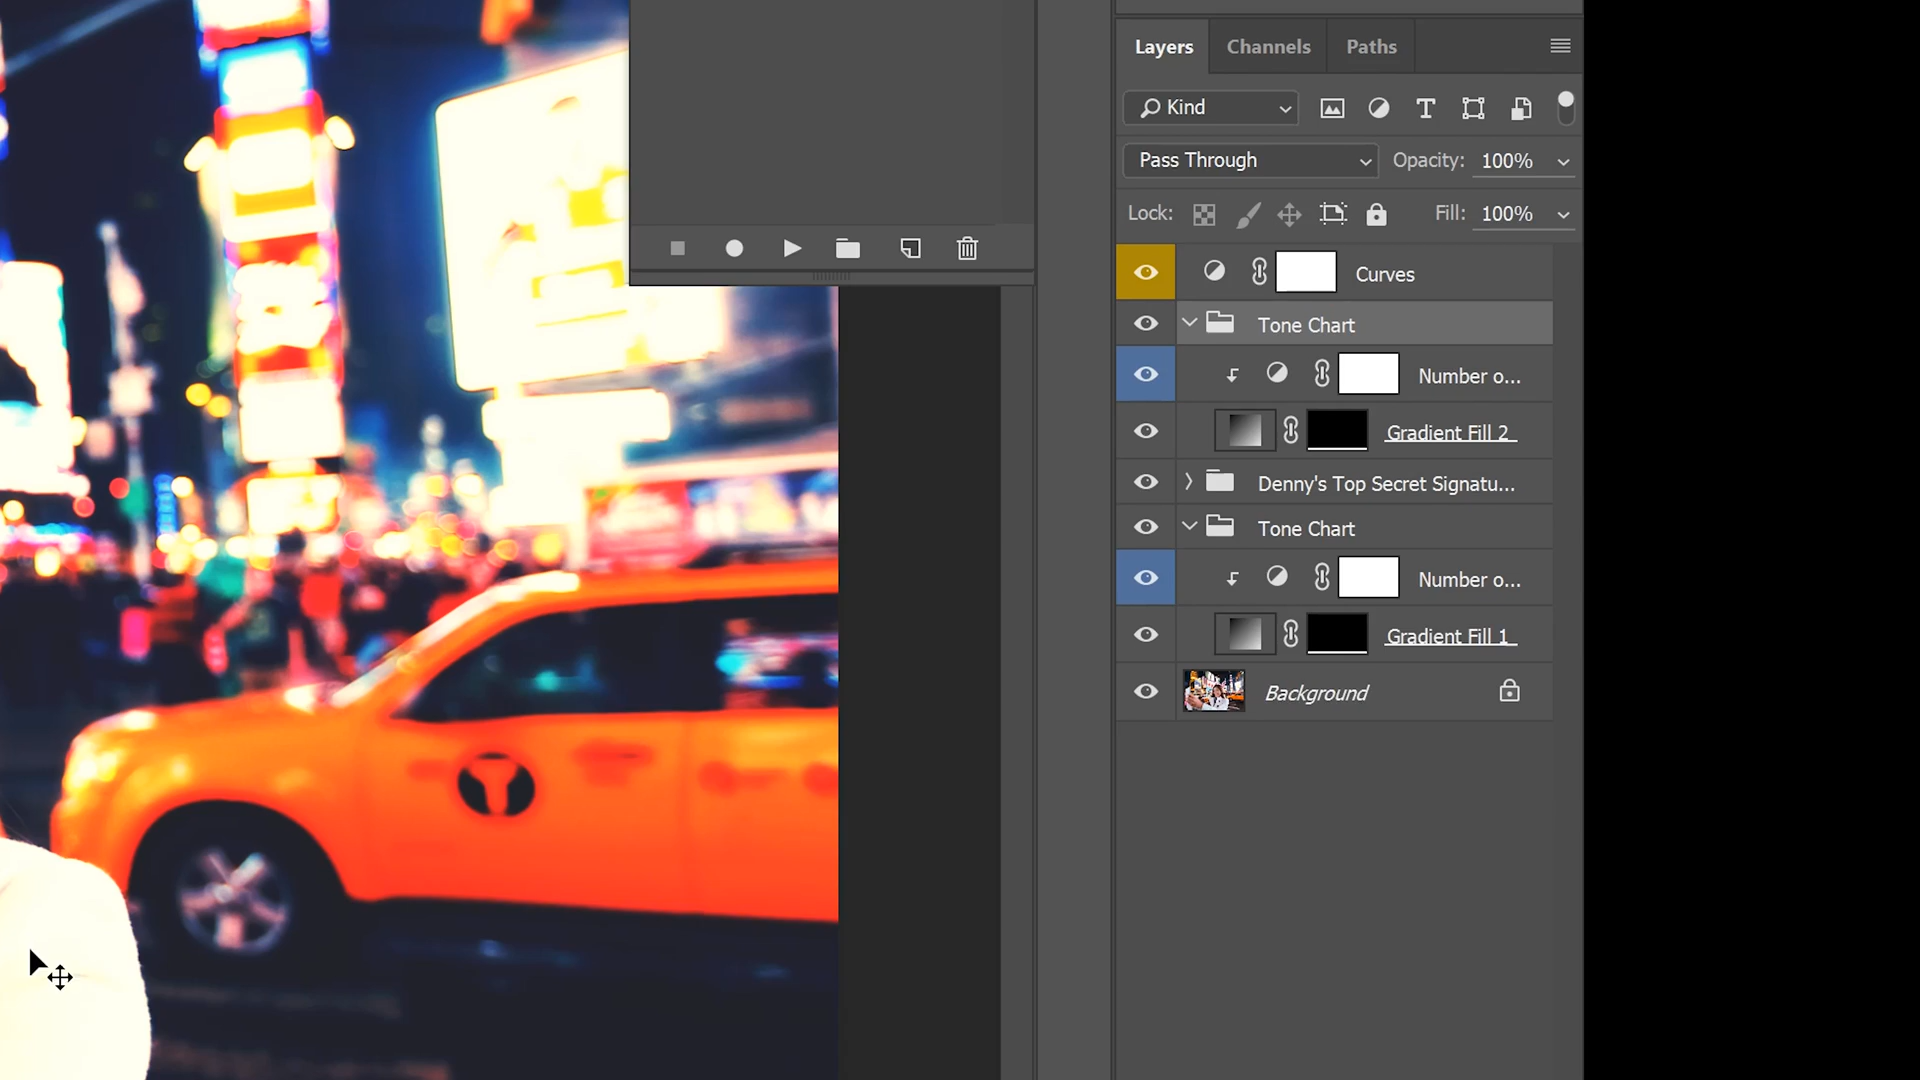 Layers Channels Paths
Kind
Pass Through Opacity: 100%
Lock: Fill: 100%
Curves
Tone Chart
Number o...
Gradient Fill 2
Denny's Top Secret Signatu...
Tone Chart
Number o...
Gradient Fill 1
Background